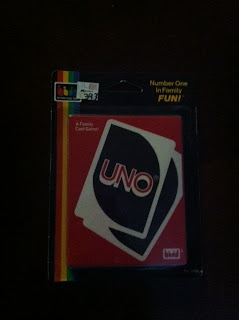 Number One
in Family
FUN!
A Family
Card Game!
UNO®